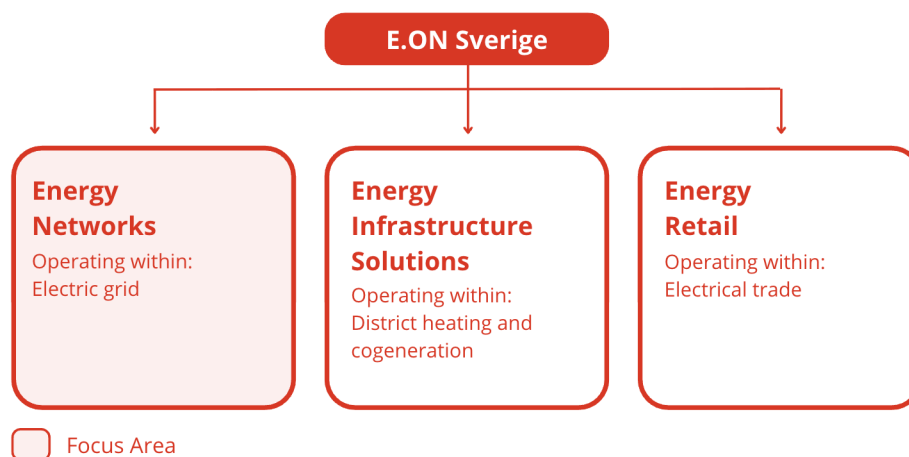 E.ON Sverige
Energy
Networks
Operating within:
Electric grid
Energy
Infrastructure
Solutions
Operating within:
District heating and
cogeneration
Energy
Retail
Operating within:
Electrical trade
Focus Area